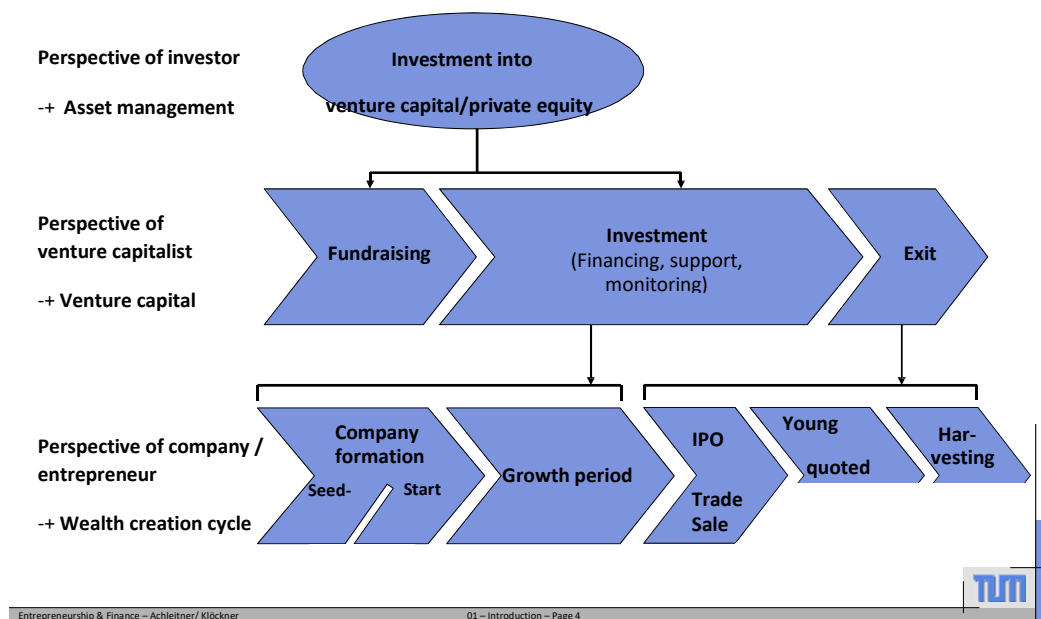 Perspective of investor
-+ Asset management
Investment into
venture capital/private equity
Perspective of
venture capitalist
-+ Venture capital
Fundraising
Investment
(Financing, support,
monitoring)
Exit
Perspective of company /
entrepreneur
-+ Wealth creation cycle
Company
formation
Seed-
Start
Growth period
IPO
Trade
Sale
Young
quoted
Har-
vesting
TUM
Entrepreneurship & Finance – Achleitner/ Klöckner
01 – Introduction – Page 4